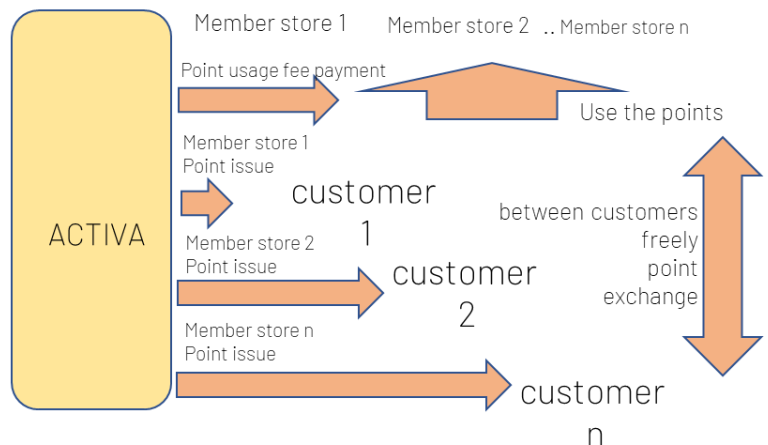 Member store 1
Member store 2 .. Member store n
Point usage fee payment
Use the points
Member store 1
Point issue
customer
1
ACTIVA
Member store 2
Point issue
customer
2
between customers
freely
point
exchange
Member store n
Point issue
customer
n